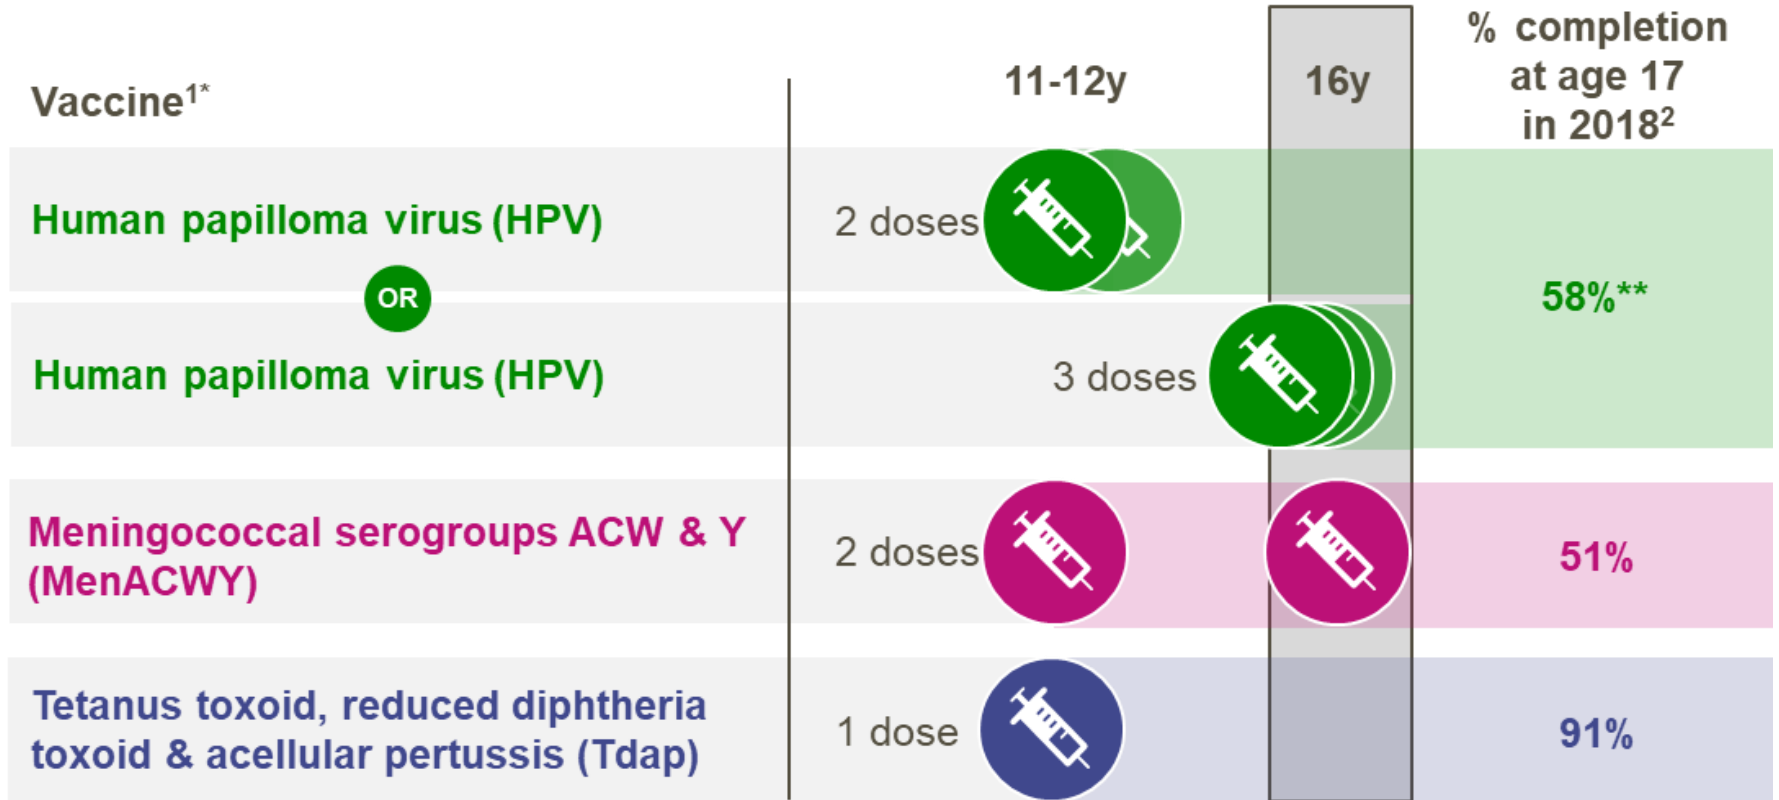 Vaccine1*
11-12y
16y
% completion
at age 17
in 20182
Human papilloma virus (HPV)
2 doses
OR
58%**
Human papilloma virus (HPV)
3 doses
Meningococcal serogroups ACW & Y
(MenACWY)
2 doses
51%
Tetanus toxoid, reduced diphtheria
toxoid & acellular pertussis (Tdap)
1 dose
91%